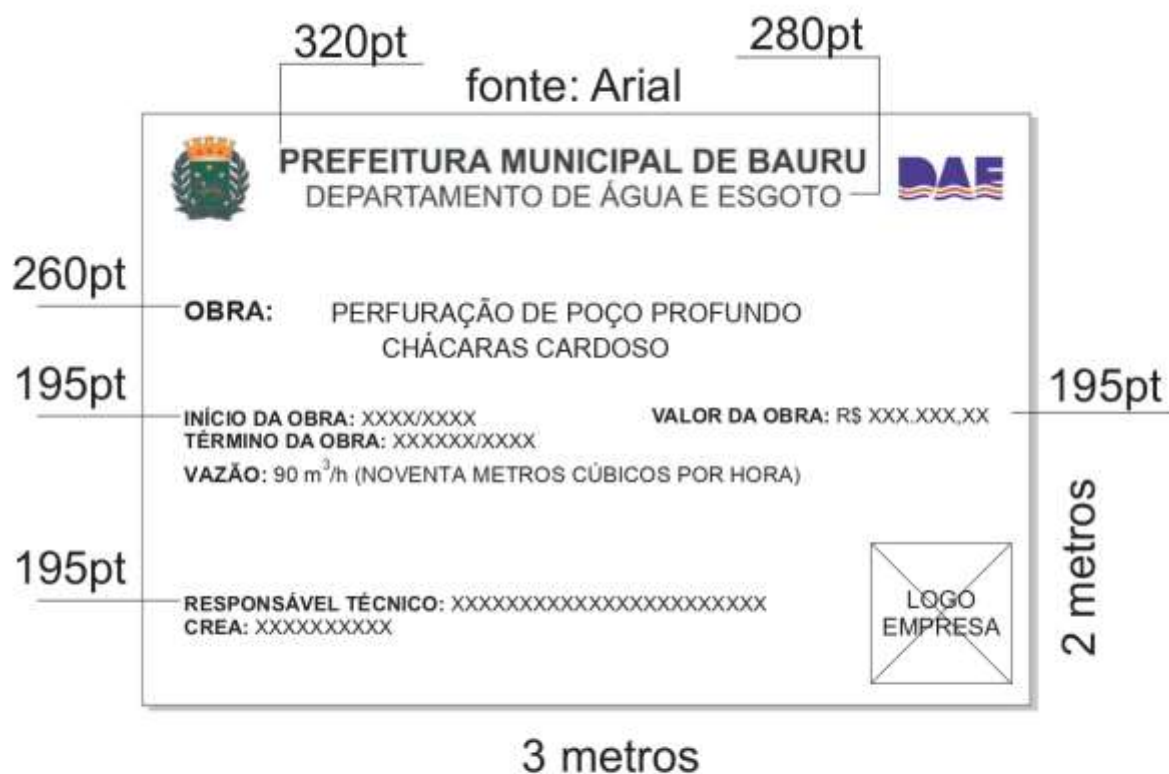 320pt
280pt
fonte: Arial
PREFEITURA MUNICIPAL DE BAURU
DEPARTAMENTO DE ÁGUA E ESGOTO
DAE
260pt
OBRA: PERFURAÇÃO DE POÇO PROFUNDO
CHÁCARAS CARDOSO
195pt
195pt
INÍCIO DA OBRA: XXXX/XXXX
VALOR DA OBRA: R$ XXX.XXX,XX
TÉRMINO DA OBRA: XXXXXX/XXXX
VAZÃO: 90 m³/h (NOVENTA METROS CÚBICOS POR HORA)
195pt
RESPONSÁVEL TÉCNICO: XXXXXXXXXXXXXXXXXXXXXXX
CREA: XXXXXXXXXX
LOGO
EMPRESA
2 metros
3 metros